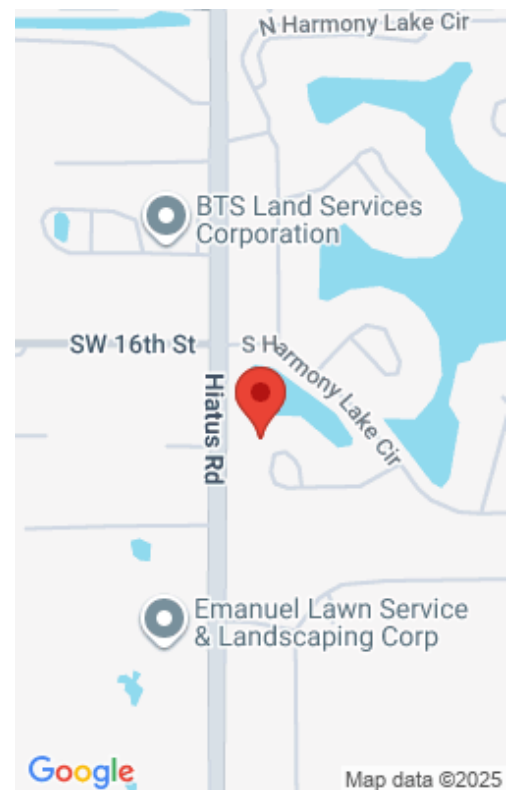 N Harmony Lake Cir
BTS Land Services
Corporation
SW 16th St
S Harmony Lake Cir
Hiatus Rd
Emanuel Lawn Service
& Landscaping Corp
Google
Map data ©2025